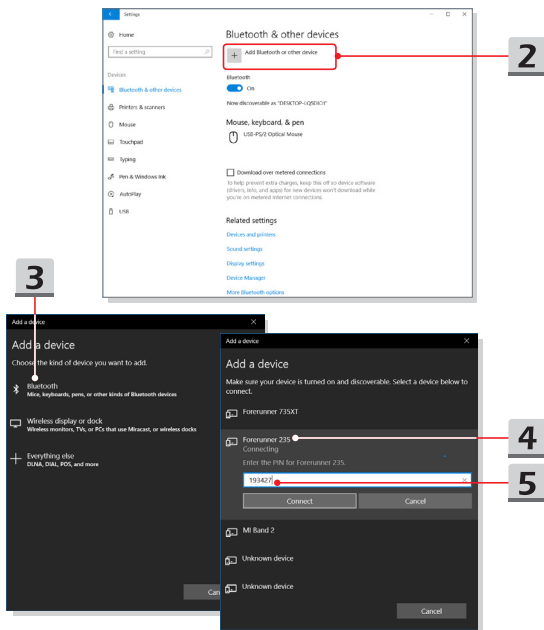 Settings
Home
Find a setting
Devices
Bluetooth & other devices
Printers & scanners
Mouse
Touchpad
Typing
Pen & Windows Ink
AutoPlay
USB
Bluetooth & other devices
Add Bluetooth or other device
Bluetooth
On
Now discoverable as "DESKTOP-LQSDICH"
Mouse, keyboard, & pen
USB-PS/2 Optical Mouse
Download over metered connections
To help prevent extra charges, keep this off so device software
(drivers, info, and apps) for new devices won't download while
you're on metered Internet connections.
Related settings
Devices and printers
Sound settings
Display settings
Device Manager
More Bluetooth options
2
3
Add a device
Add a device
Choose the kind of device you want to add.
Bluetooth
Mice, keyboards, pens, or other kinds of Bluetooth devices
Wireless display or dock
Wireless monitors, TVs, or PCs that use Miracast, or wireless docks
Everything else
DLNA, DIAL, POS, and more
Can
Add a device
Add a device
Make sure your device is turned on and discoverable. Select a device below to
connect.
Forerunner 735XT
Forerunner 235
Connecting
Enter the PIN for Forerunner 235.
193427
Connect Cancel
MI Band 2
Unknown device
Unknown device
Cancel
4
5